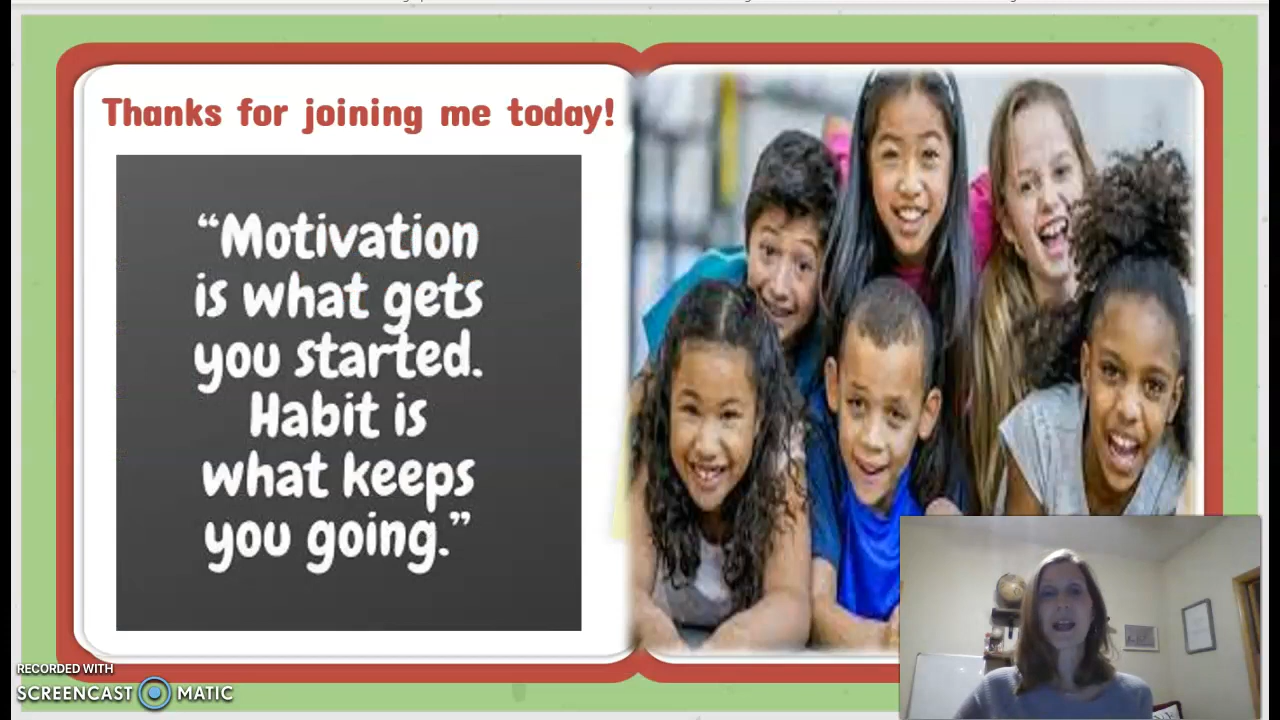 Thanks for joining me today!
“Motivation
is what gets
you started.
Habit is
what keeps
you going.”
RECORDED WITH
SCREENCAST MATIC